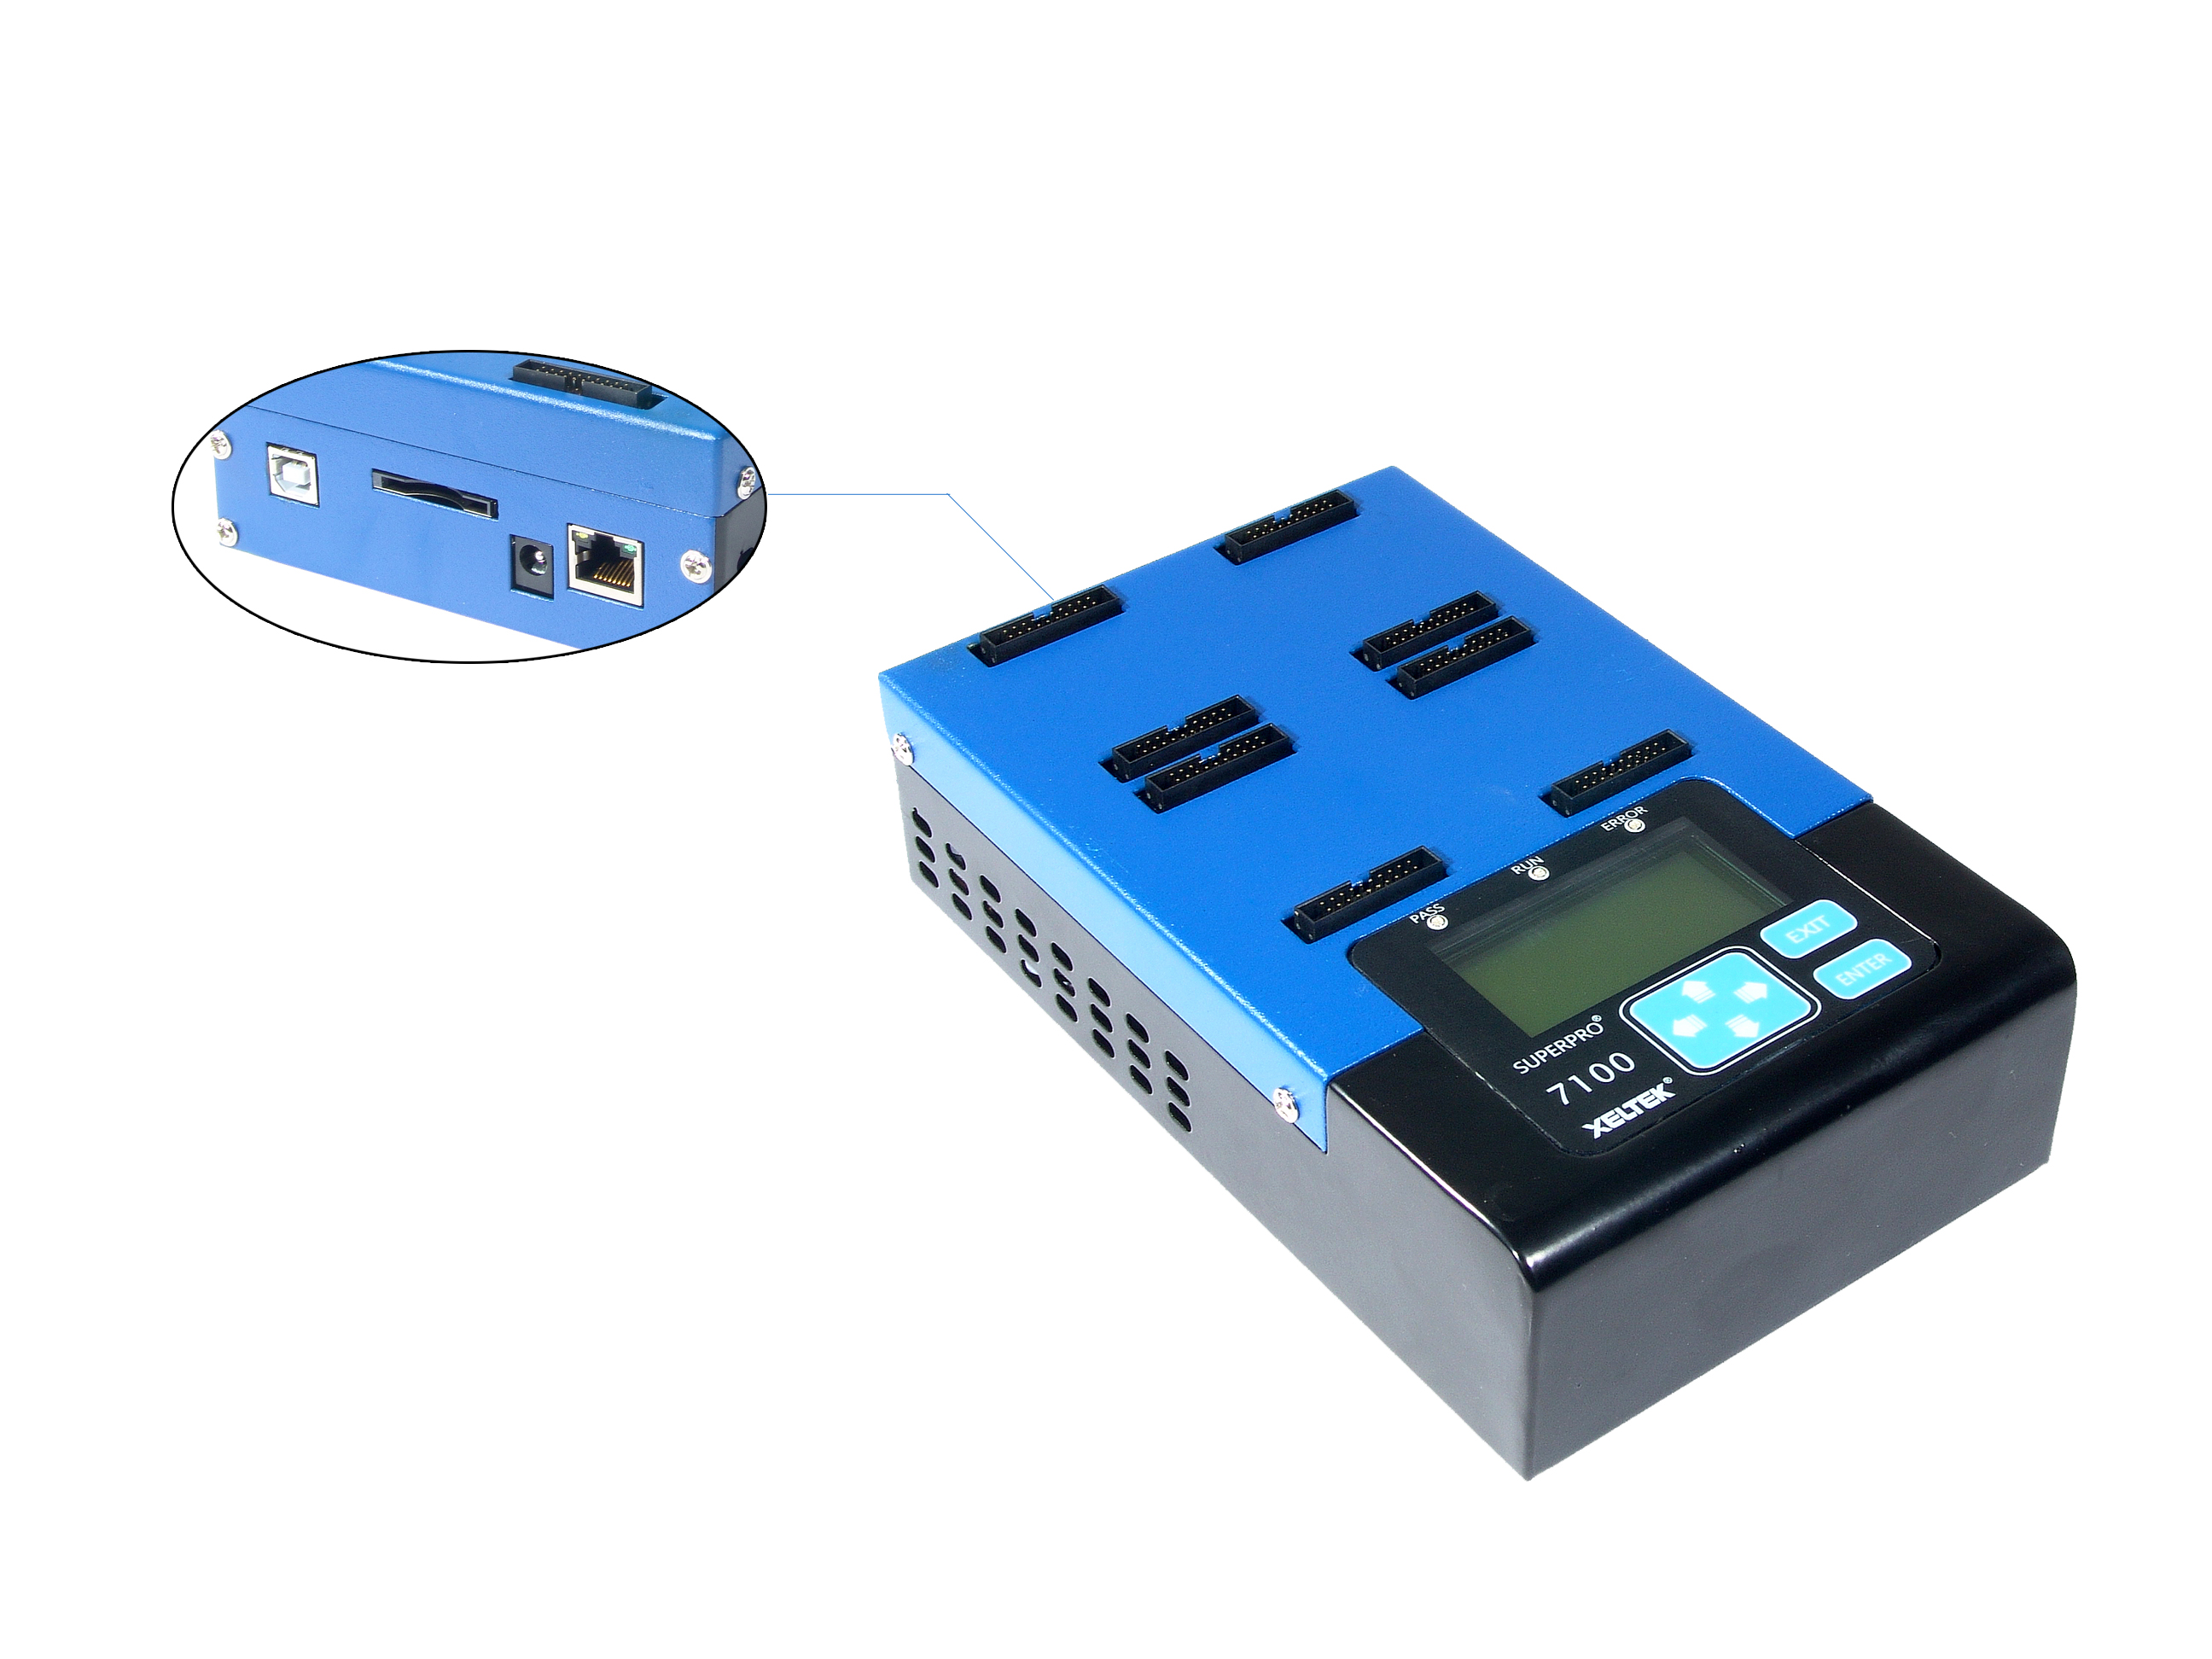 PASS
RUN
ERROR
EXIT
ENTER
SUPERPRO®
7100
XELTEK®